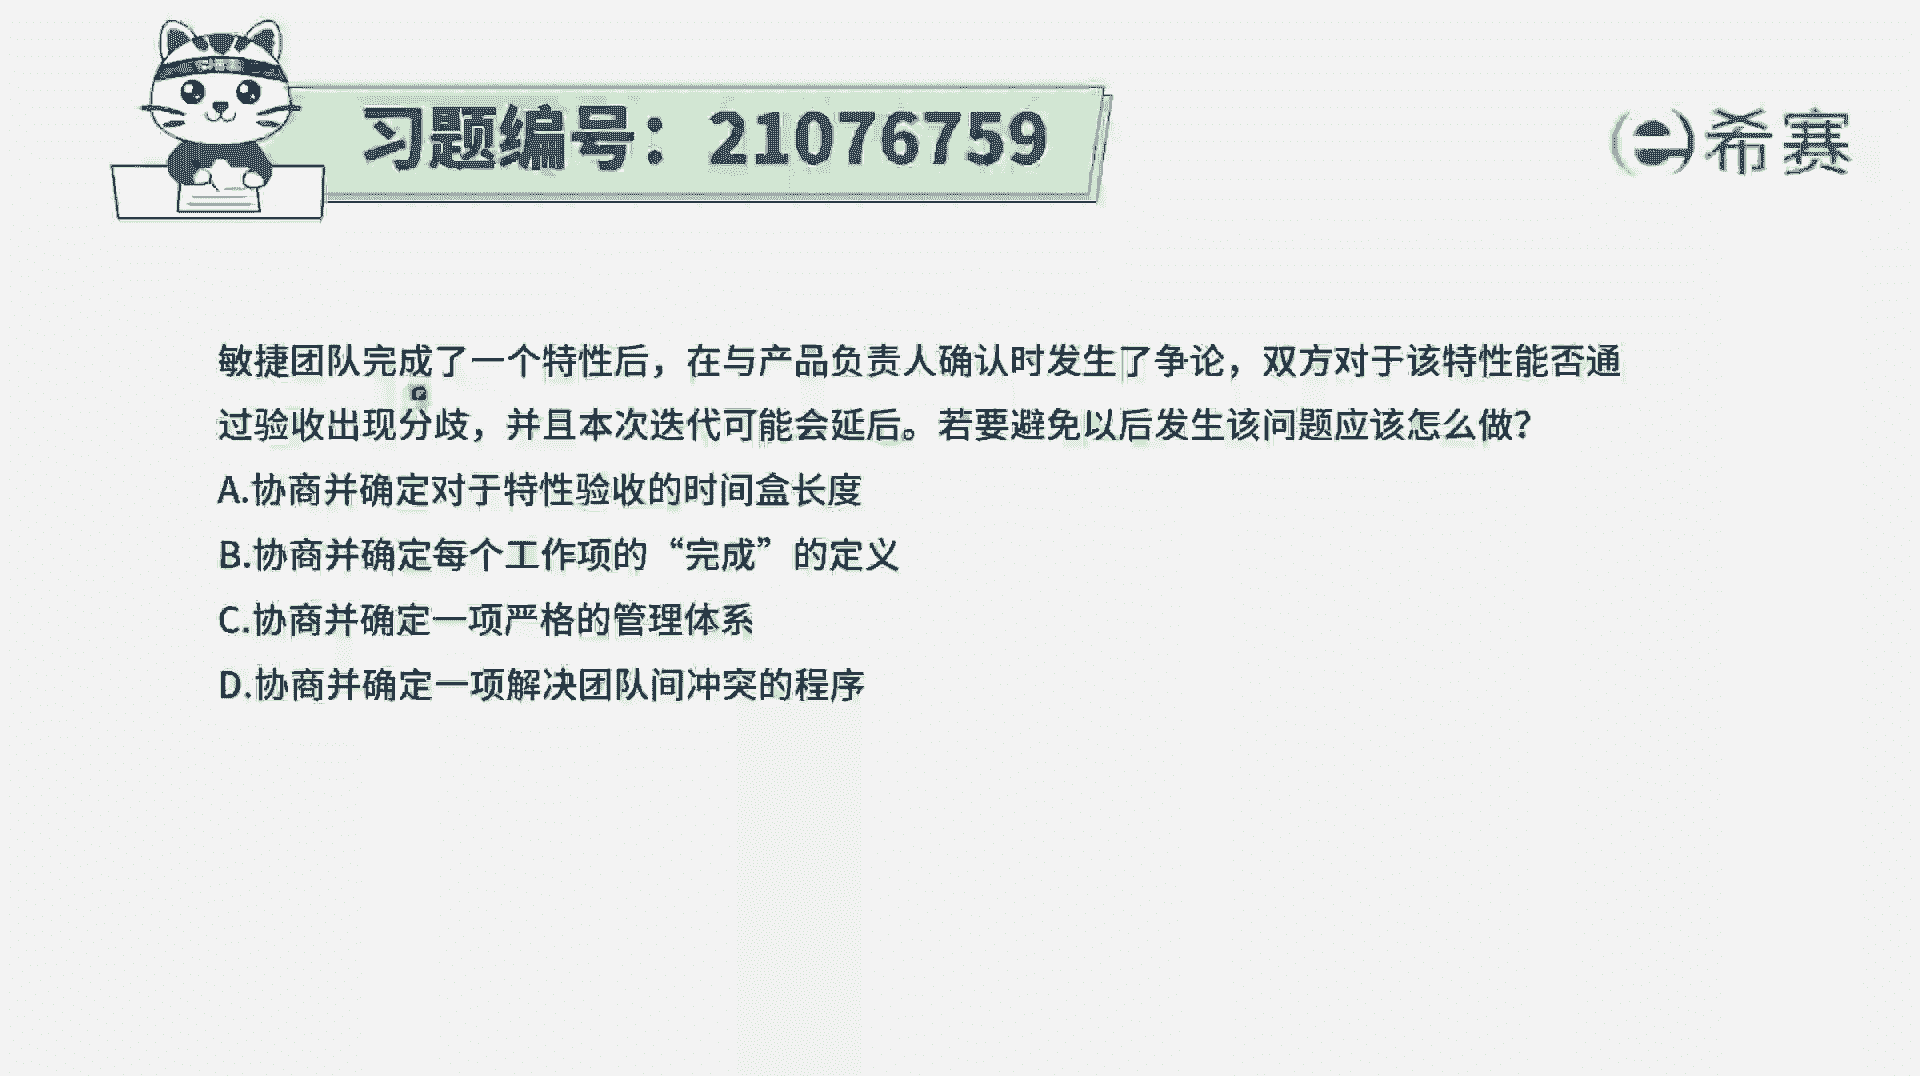 习题编号：21076759
希赛
敏捷团队完成了一个特性后，在与产品负责人确认时发生了争论，双方对于该特性能否通
过验收出现分歧，并且本次迭代可能会延后。若要避免以后发生该问题应该怎么做？
A.协商并确定对于特性验收的时间盒长度
B.协商并确定每个工作项的“完成”的定义
C.协商并确定一项严格的管理体系
D.协商并确定一项解决团队间冲突的程序